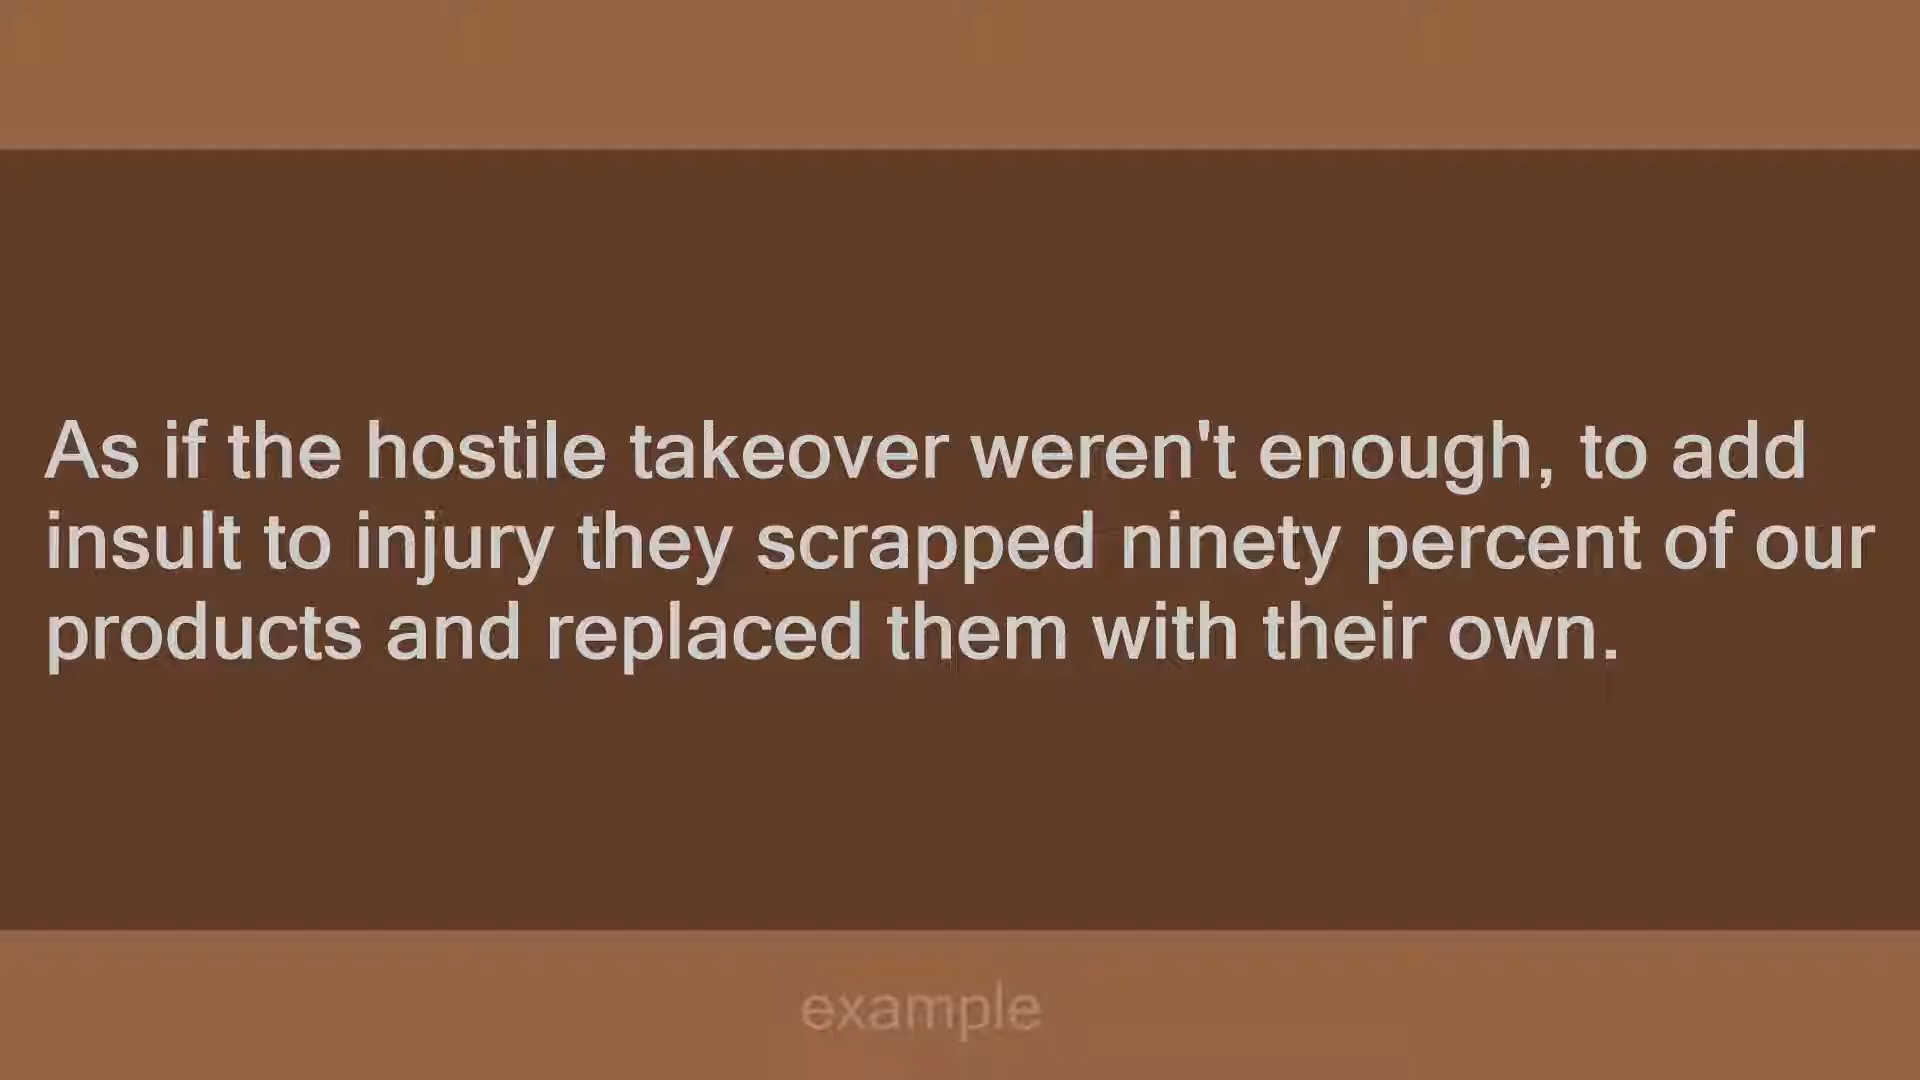 As if the hostile takeover weren't enough, to add
insult to injury they scrapped ninety percent of our
products and replaced them with their own.
example